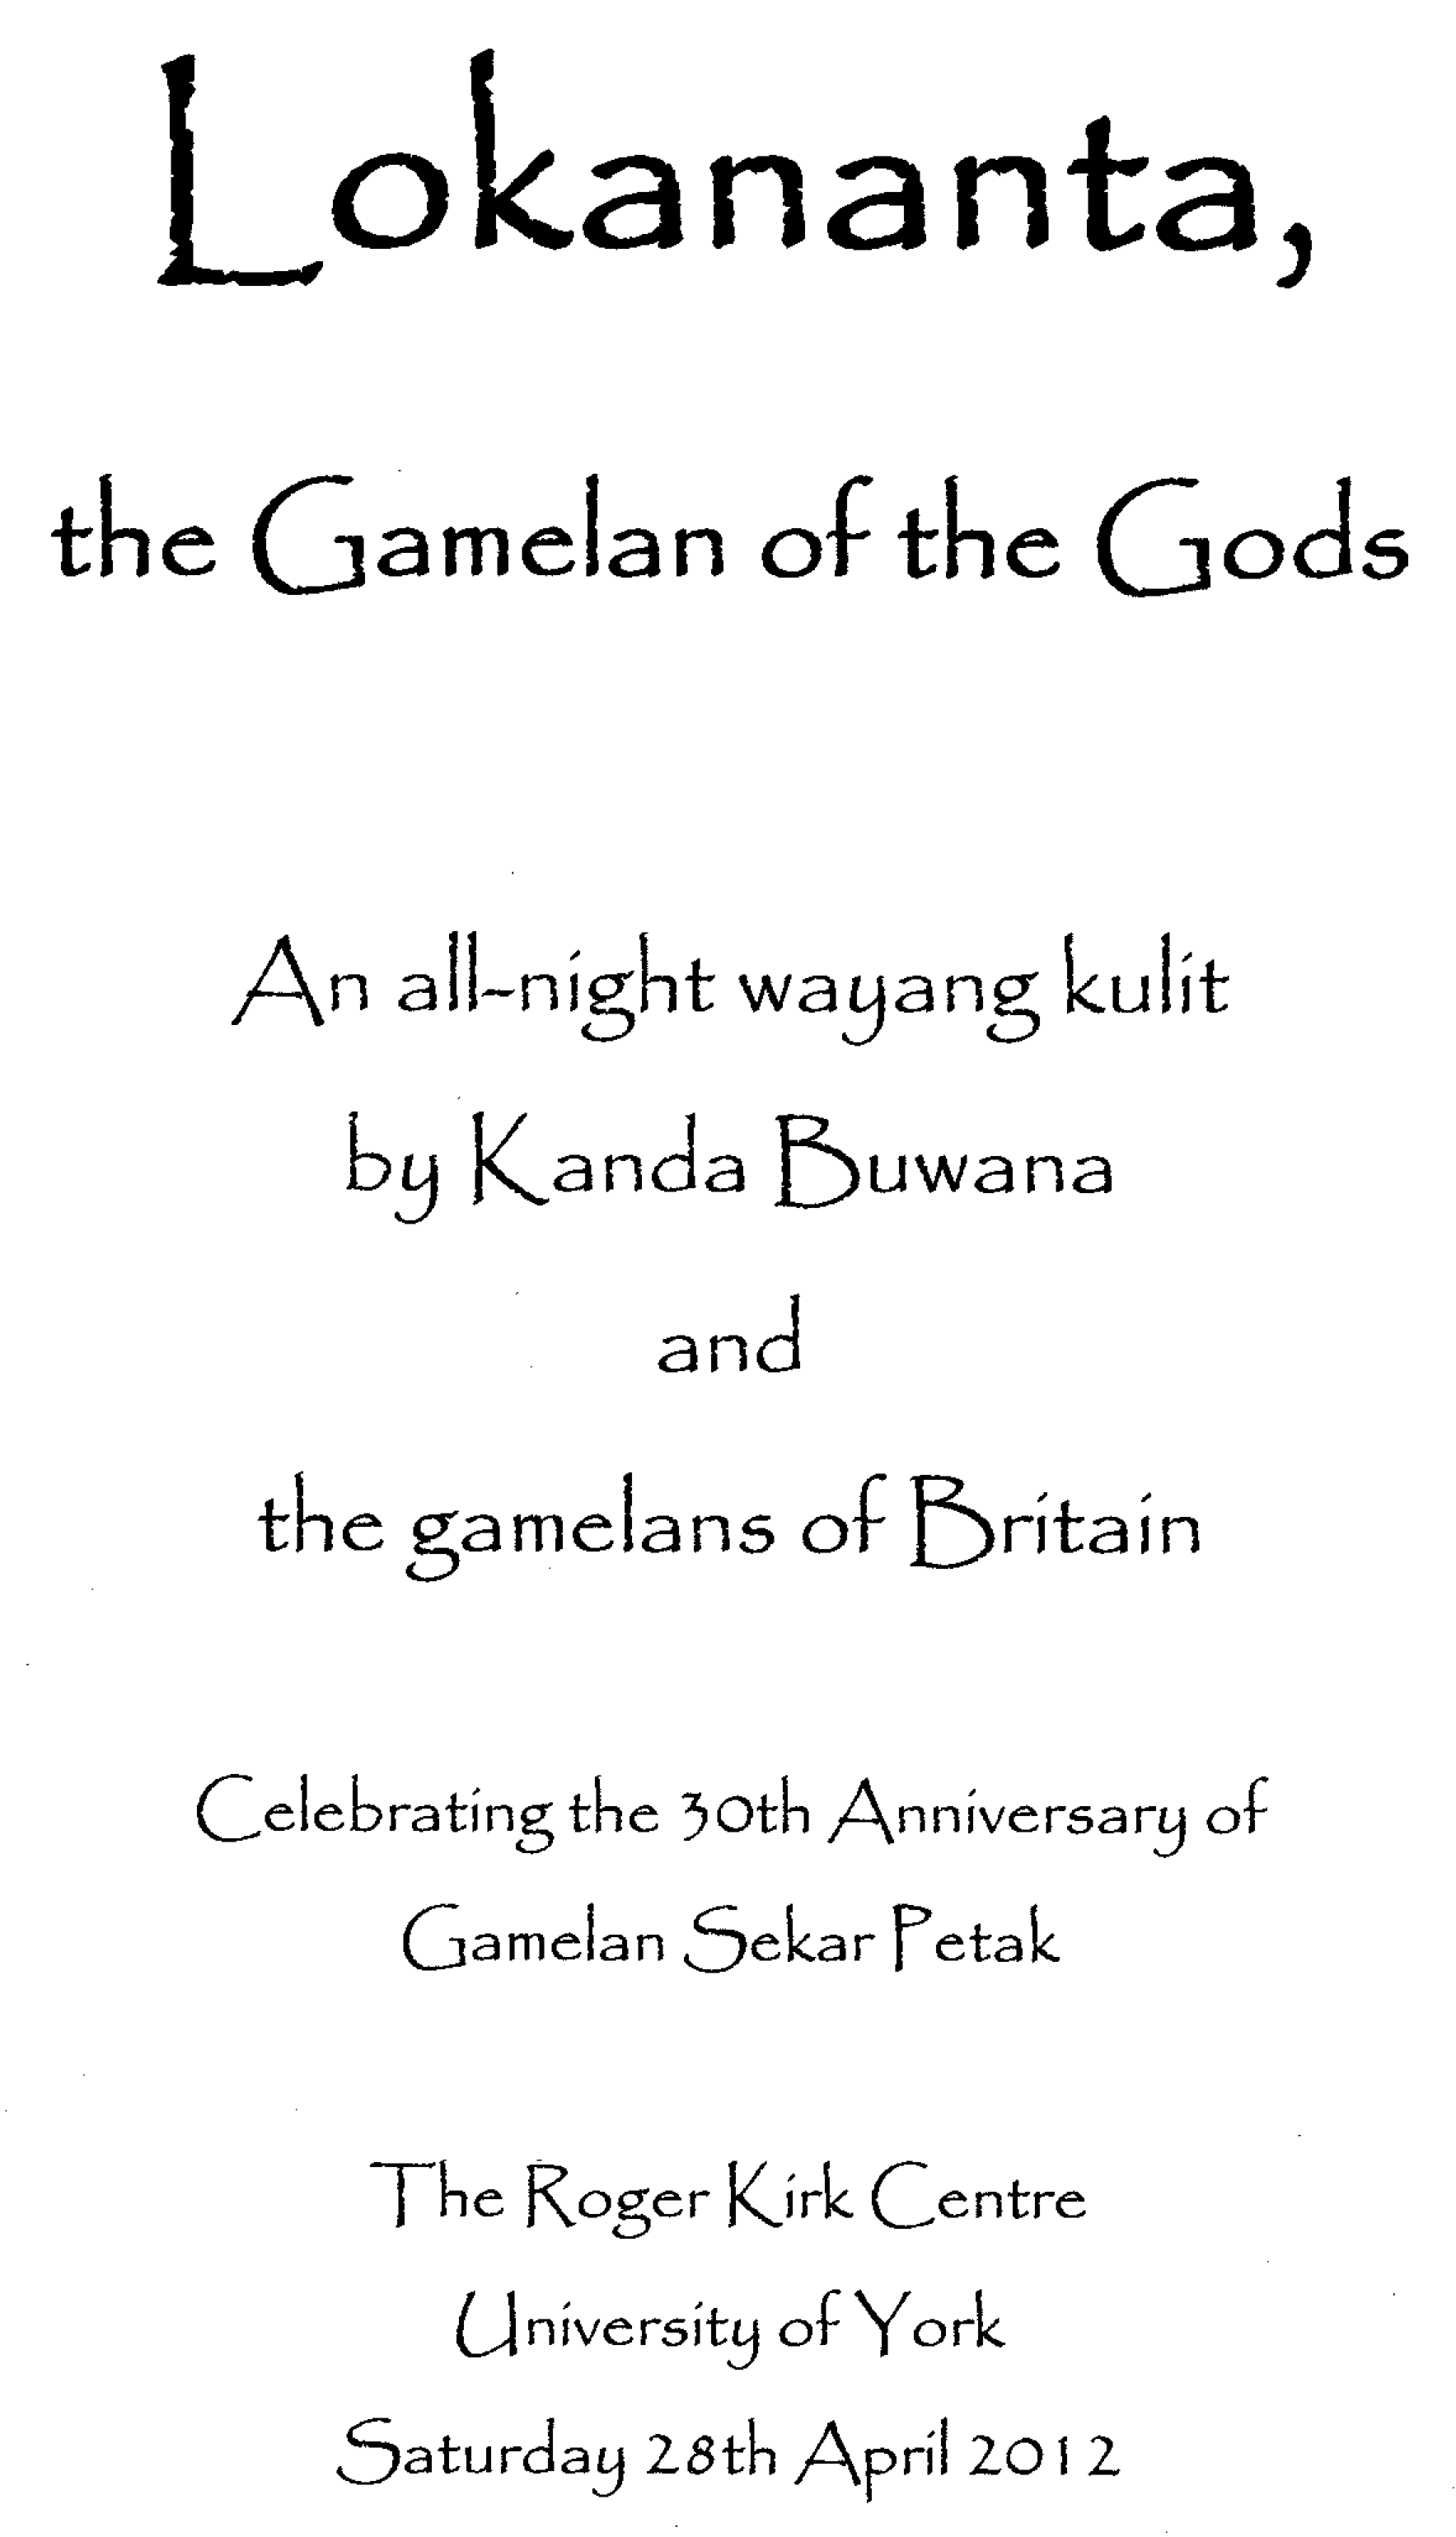 Lokananta,
the Gamelan of the Gods
An all-night wayang kulit
by Kanda Buwana
and
the gamelans of Britain
Celebrating the 30th Anniversary of
Gamelan Sekar Petak
The Roger Kirk Centre
University of York
Saturday 28th April 2012